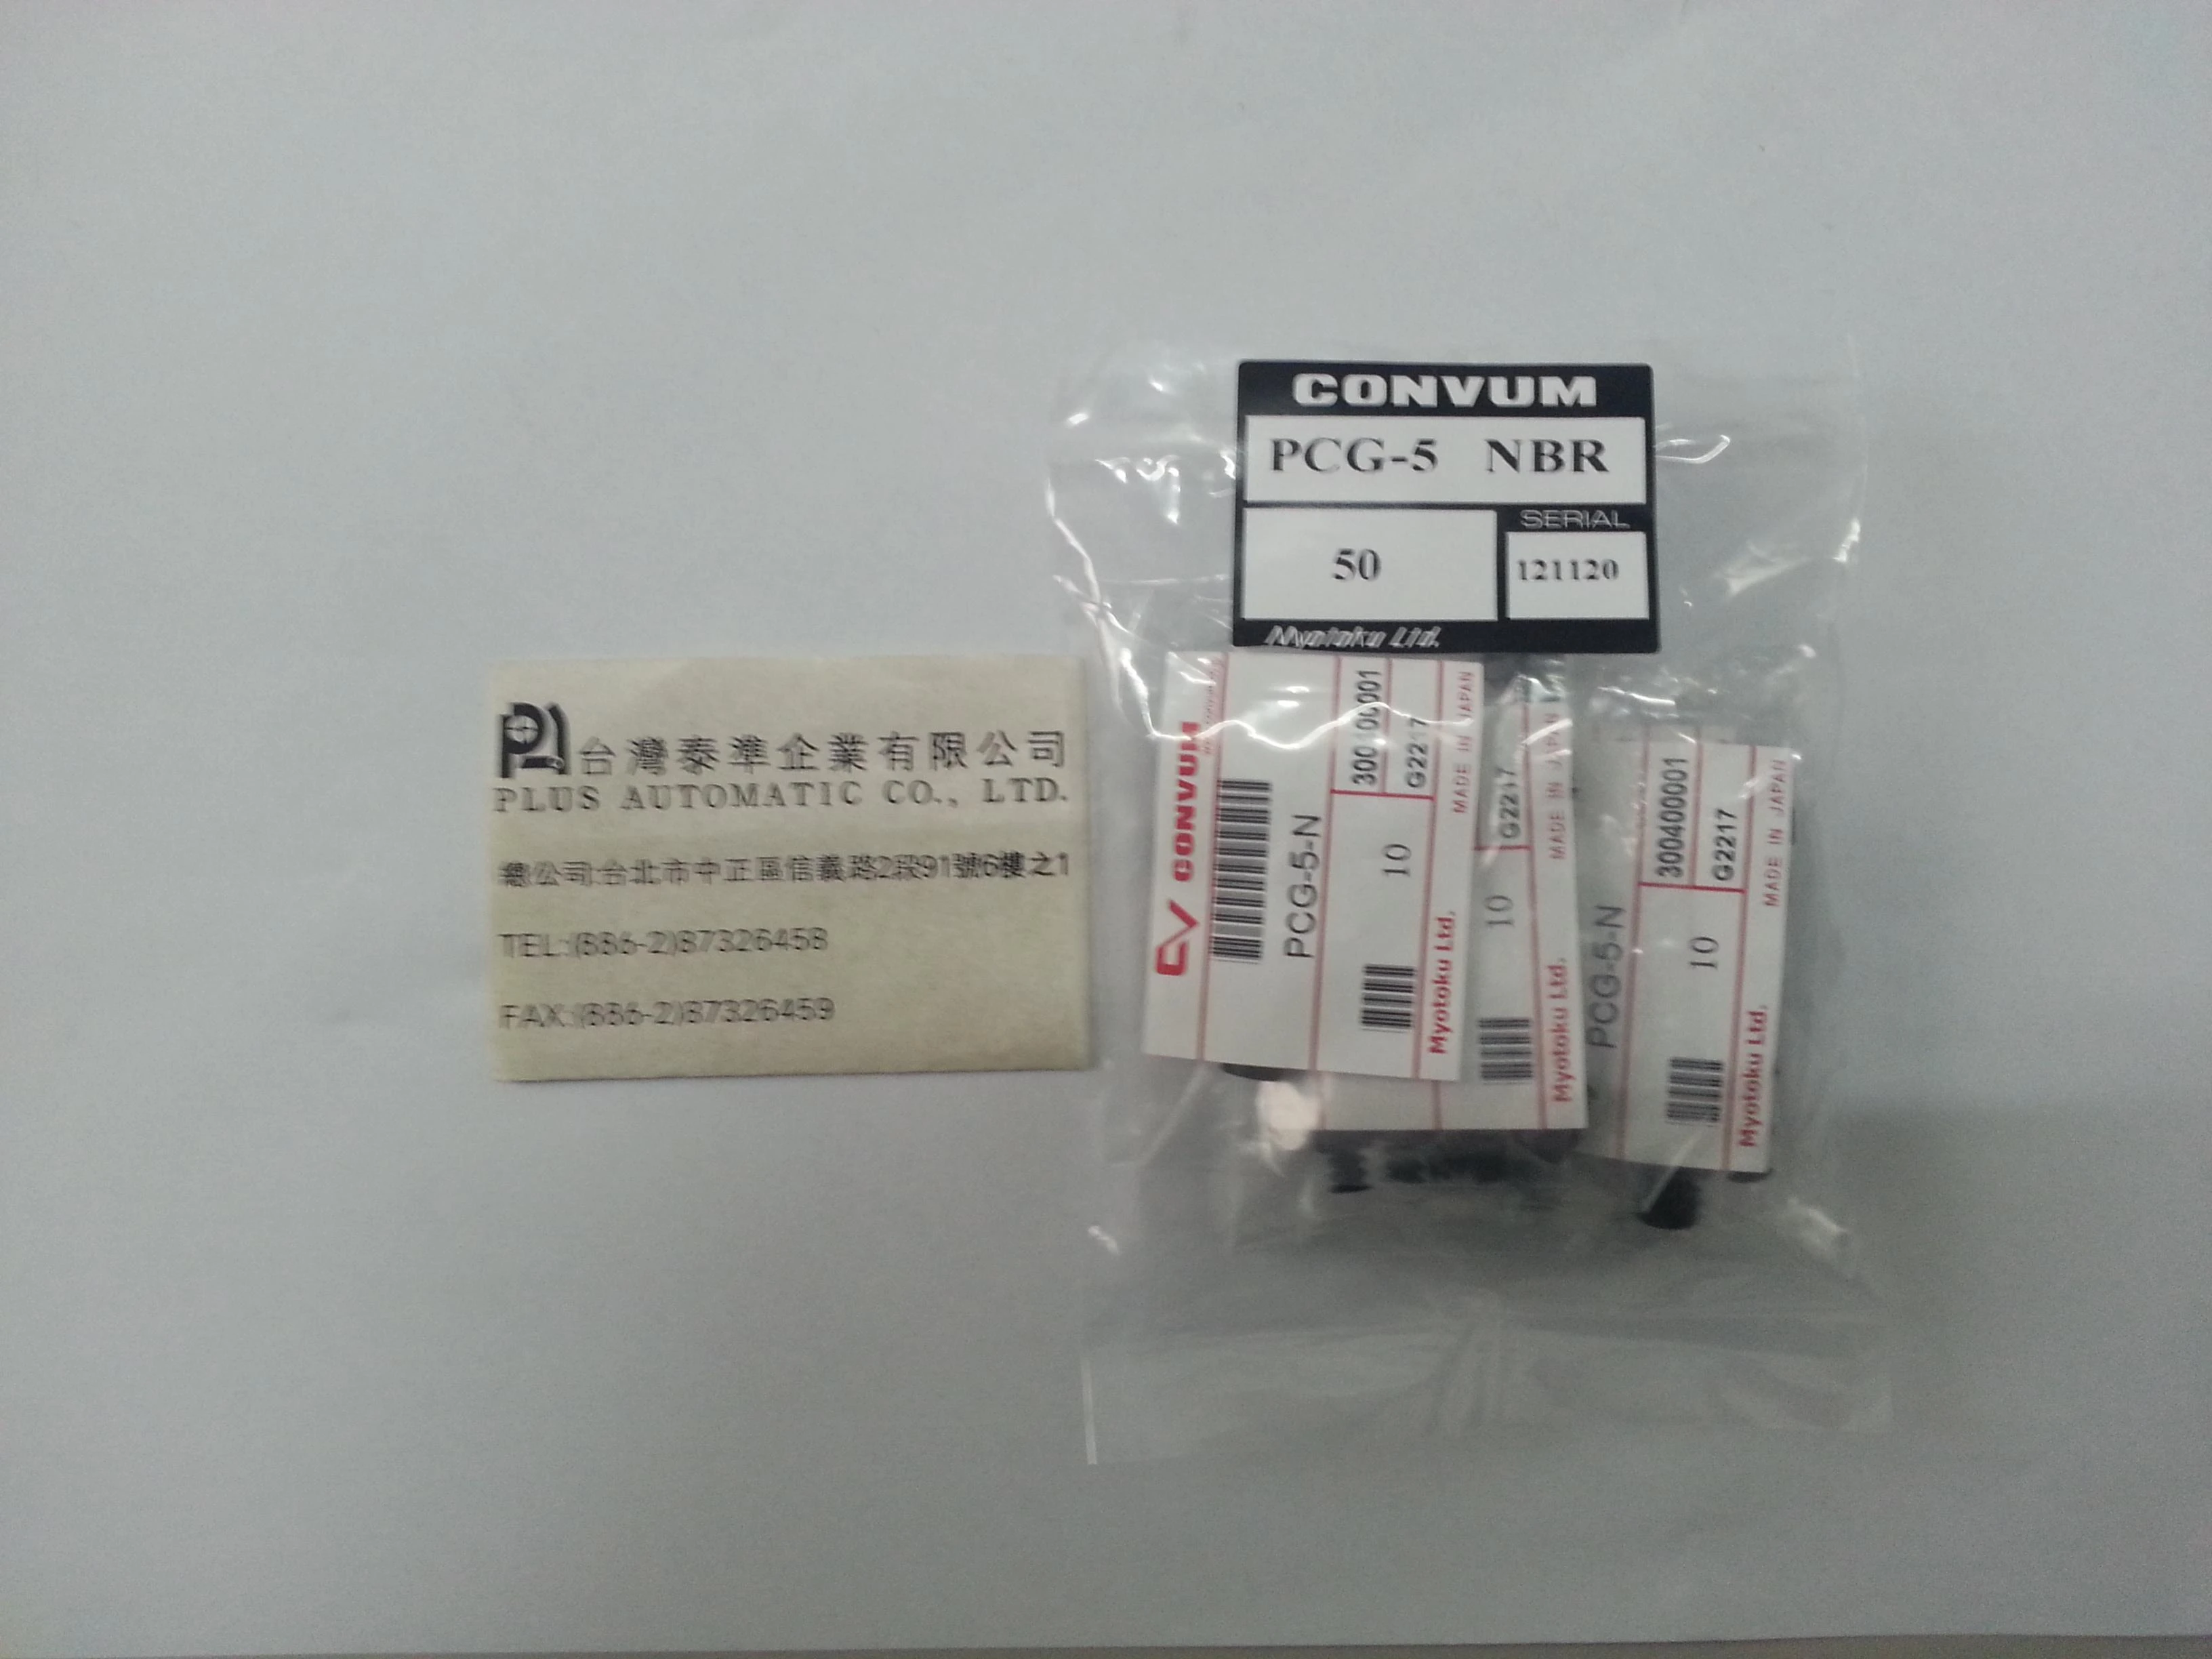 台灣泰準企業有限公司
PLUS AUTOMATIC CO., LTD.
總公司:台北市中正區信義路2段91號6樓之1
TEL:(886-2)87326458
FAX:(886-2)87326459
CONVUM
PCG-5 NBR
SERIAL
50
121120
Myotoku Ltd.
CV CONVUM
PCG-5-N
G2217
10
MADE IN JAPAN
Myotoku Ltd.
G2217
10
MADE IN JAPAN
Myotoku Ltd.
PCG-5-N
300400001
G2217
10
MADE IN JAPAN
Myotoku Ltd.